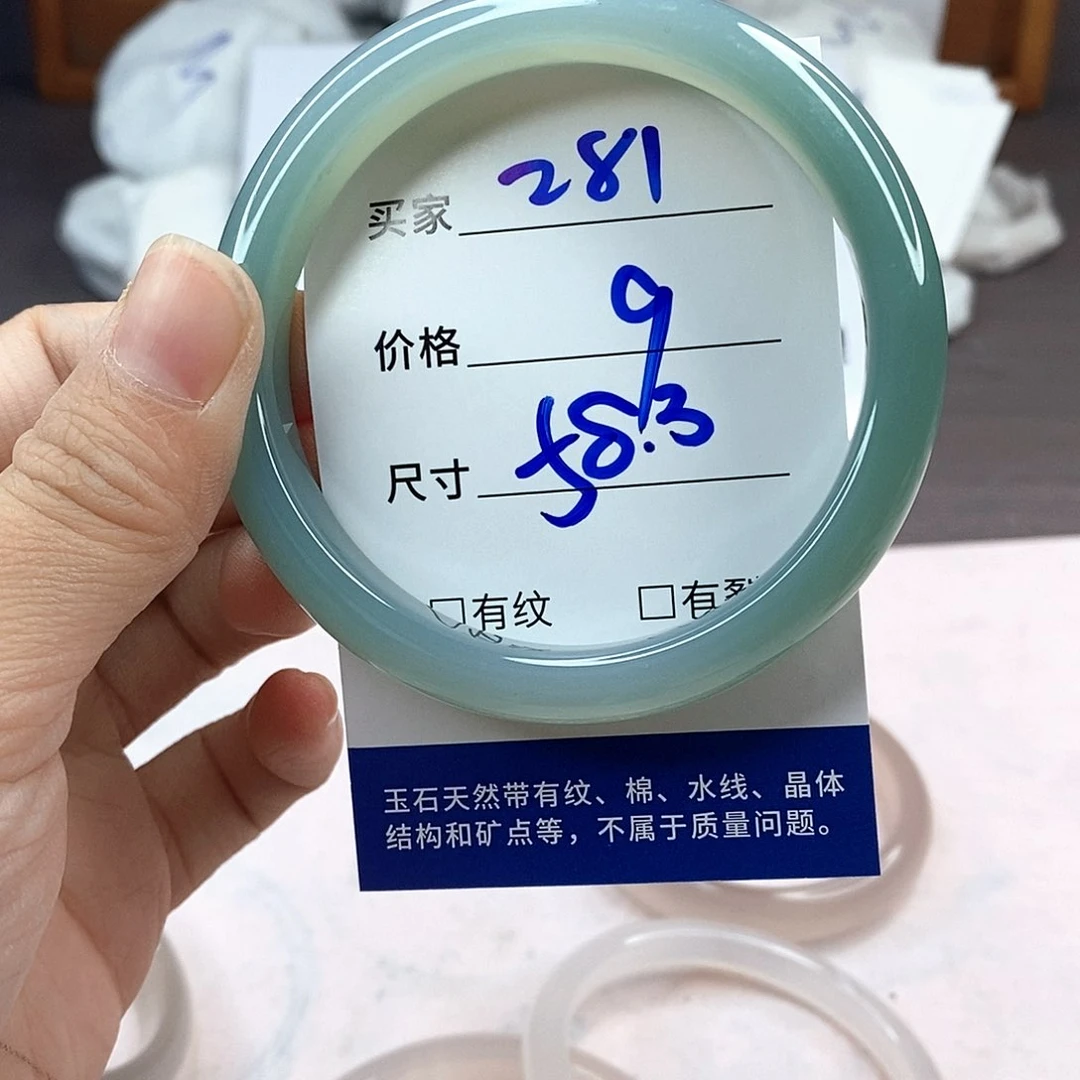 买家 281
价格 9
尺寸 58.3
□有纹 □有裂
玉石天然带有纹、棉、水线、晶体
结构和矿点等，不属于质量问题。